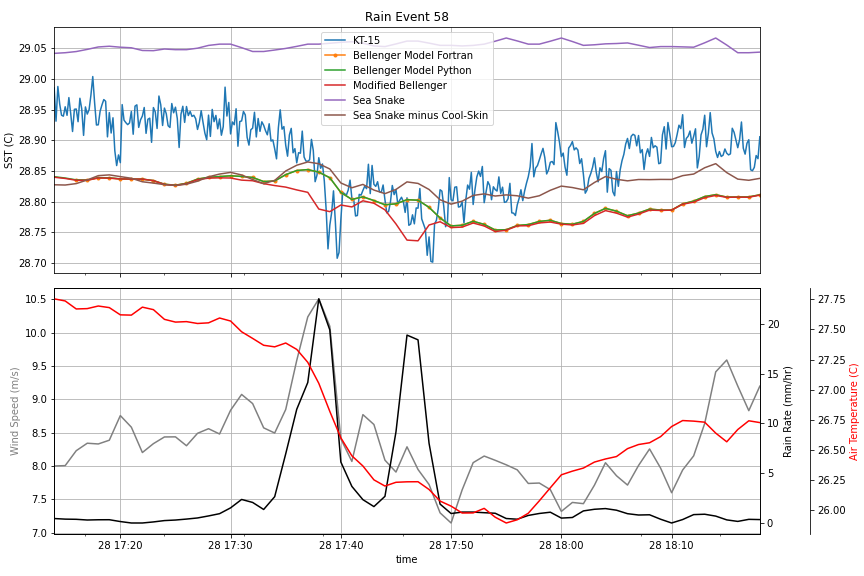 Rain Event 58
KT-15
Bellenger Model Fortran
Bellenger Model Python
Modified Bellenger
Sea Snake
Sea Snake minus Cool-Skin
SST (C)
29.05
29.00
28.95
28.90
28.85
28.80
28.75
28.70
Wind Speed (m/s)
10.5
10.0
9.5
9.0
8.5
8.0
7.5
7.0
20
15
10
5
0
Rain Rate (mm/hr)
27.75
27.50
27.25
27.00
26.75
26.50
26.25
26.00
Air Temperature (C)
28 17:20
28 17:30
28 17:40
28 17:50
28 18:00
28 18:10
time